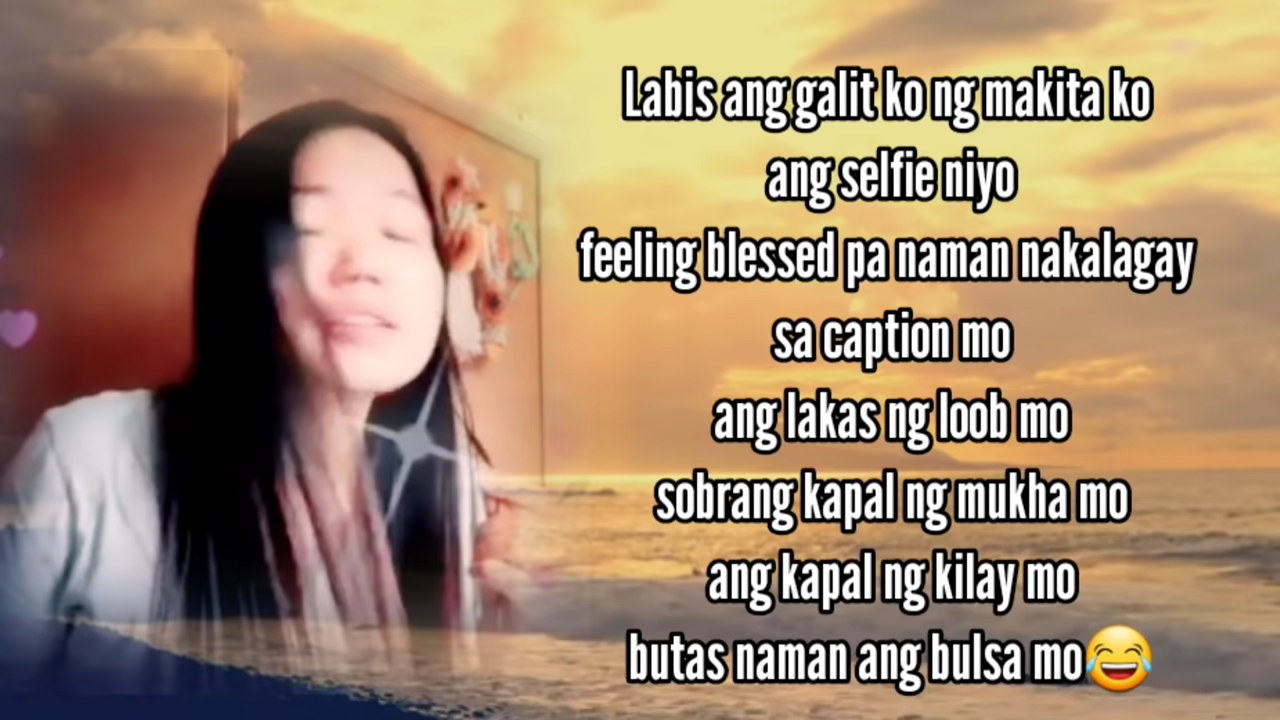 Labis ang galit ko ng makita ko
ang selfie niyo
feeling blessed pa naman nakalagay
sa caption mo
ang lakas ng loob mo
sobrang kapal ng mukha mo
ang kapal ng kilay mo
butas naman ang bulsa mo😂